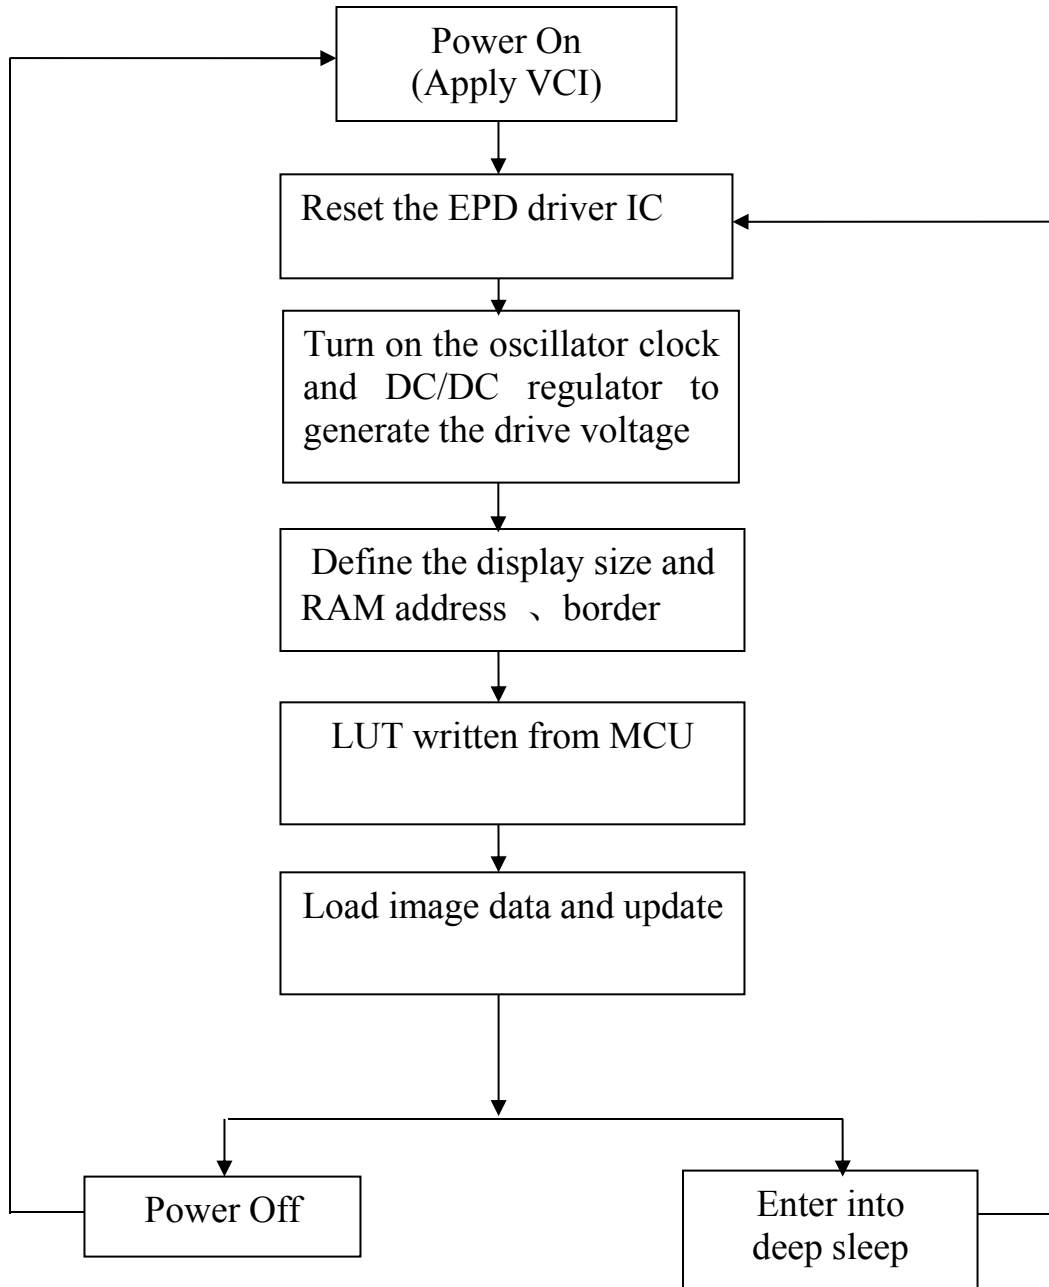 Power On
(Apply VCI)
Reset the EPD driver IC
Turn on the oscillator clock
and DC/DC regulator to
generate the drive voltage
Define the display size and
RAM address 、border
LUT written from MCU
Load image data and update
Power Off
Enter into
deep sleep